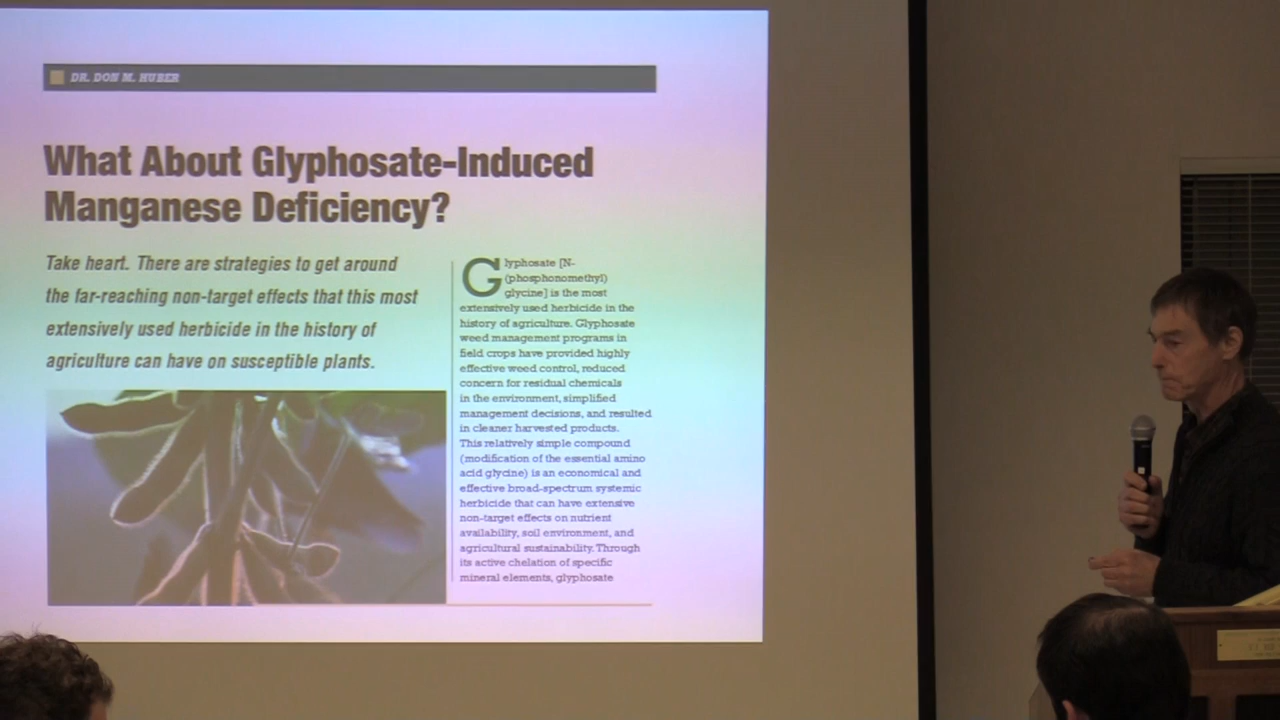 DR. DON M. HUBER
What About Glyphosate-Induced
Manganese Deficiency?
Take heart. There are strategies to get around
the far-reaching non-target effects that this most
extensively used herbicide in the history of
agriculture can have on susceptible plants.
Glyphosate [N-
(phosphonomethyl)
glycine] is the most
extensively used herbicide in the
history of agriculture. Glyphosate
weed management programs in
field crops have provided highly
effective weed control, reduced
concern for residual chemicals
in the environment, simplified
management decisions, and resulted
in cleaner harvested products.
This relatively simple compound
(modification of the essential amino
acid glycine) is an economical and
effective broad-spectrum systemic
herbicide that can have extensive
non-target effects on nutrient
availability, soil environment, and
agricultural sustainability. Through
its active chelation of specific
mineral elements, glyphosate